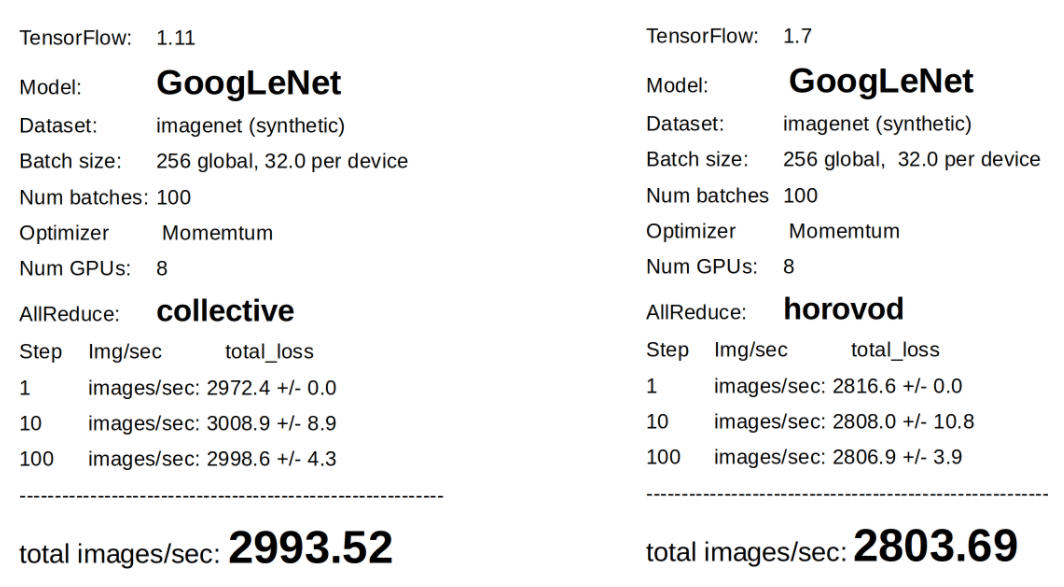 TensorFlow: 1.11
Model: GoogLeNet
Dataset: imagenet (synthetic)
Batch size: 256 global, 32.0 per device
Num batches: 100
Optimizer Momemtum
Num GPUs: 8
AllReduce: collective
Step Img/sec total_loss
1 images/sec: 2972.4 +/- 0.0
10 images/sec: 3008.9 +/- 8.9
100 images/sec: 2998.6 +/- 4.3
------------------------------------------------------------
total images/sec: 2993.52
TensorFlow: 1.7
Model: GoogLeNet
Dataset: imagenet (synthetic)
Batch size: 256 global, 32.0 per device
Num batches 100
Optimizer Momemtum
Num GPUs: 8
AllReduce: horovod
Step Img/sec total_loss
1 images/sec: 2816.6 +/- 0.0
10 images/sec: 2808.0 +/- 10.8
100 images/sec: 2806.9 +/- 3.9
------------------------------------------------------------
total images/sec: 2803.69